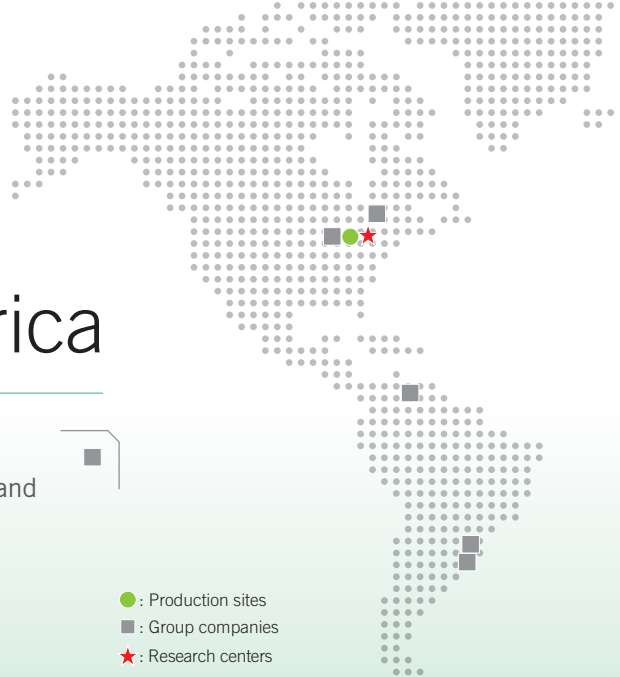 rica
and
: Production sites
: Group companies
: Research centers